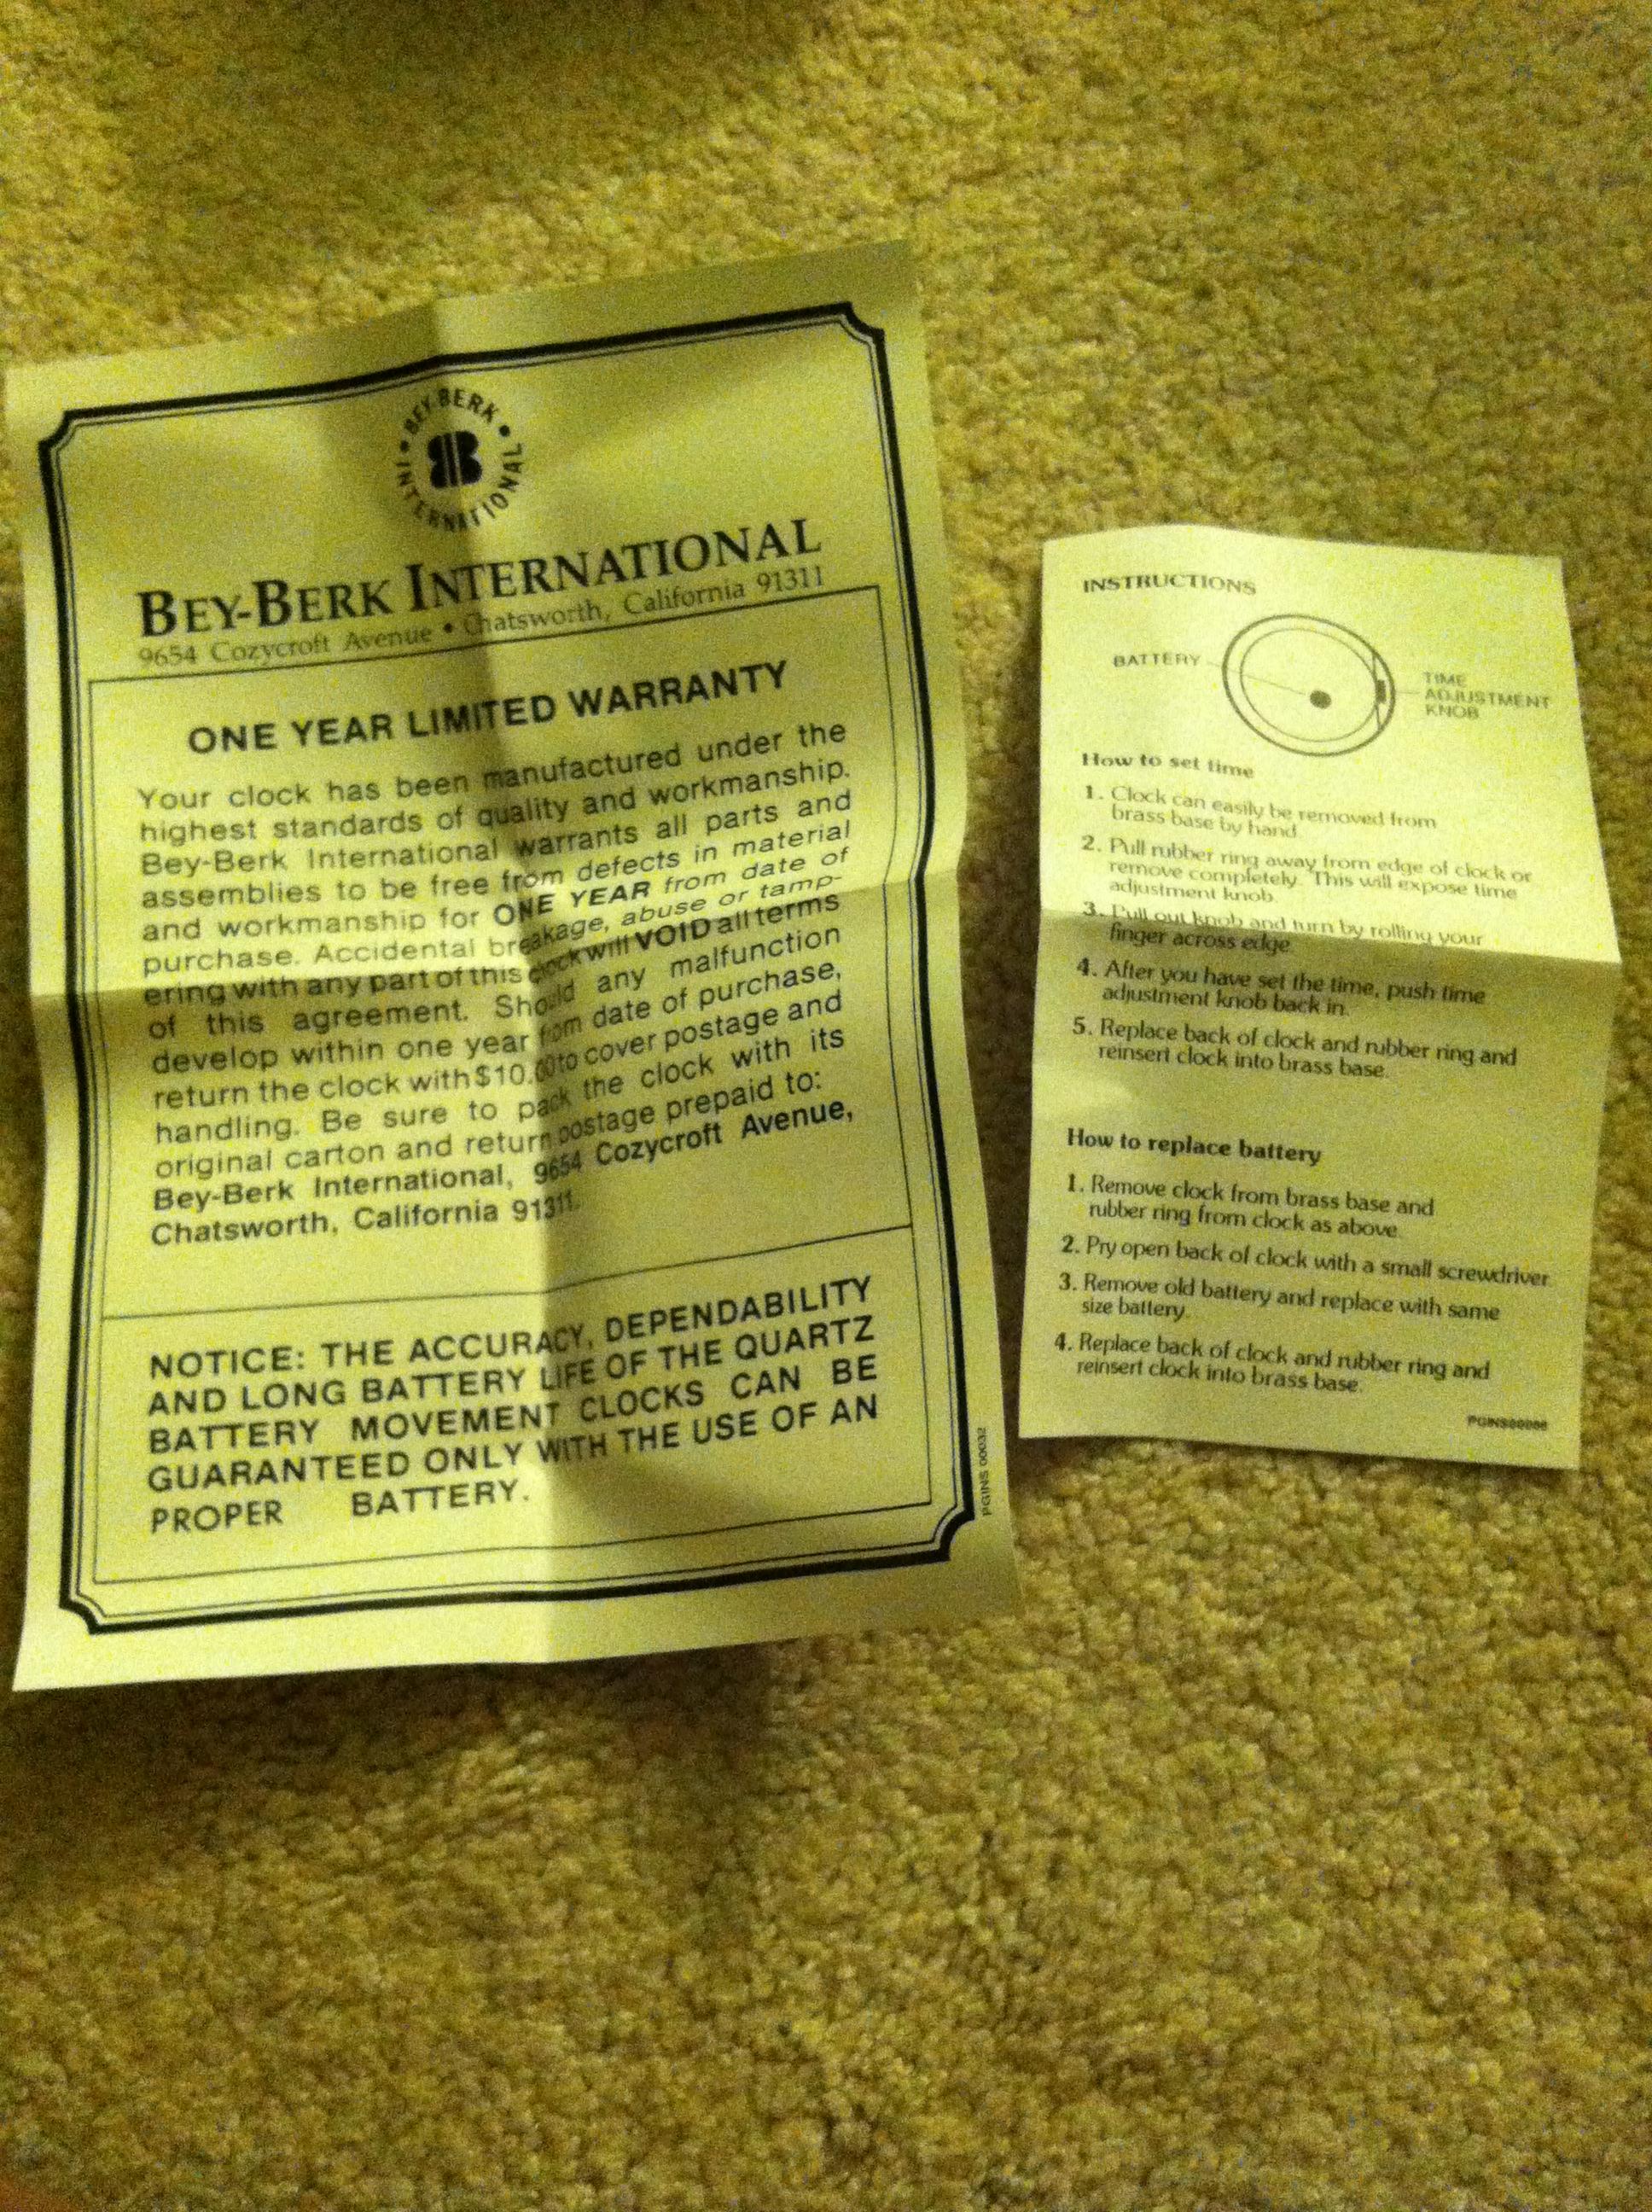 BEY-BERK
INTERNATIONAL
BEY-BERK INTERNATIONAL
9654 Cozycroft Avenue • Chatsworth, California 91311
ONE YEAR LIMITED WARRANTY
Your clock has been manufactured under the
highest standards of quality and workmanship.
Bey-Berk International warrants all parts and
assemblies to be free from defects in material
and workmanship for ONE YEAR from date of
purchase. Accidental breakage, abuse or tamp-
ering with any part of this clock will VOID all terms
of this agreement. Should any malfunction
develop within one year from date of purchase,
return the clock with $10.00 to cover postage and
handling. Be sure to pack the clock with its
original carton and return postage prepaid to:
Bey-Berk International, 9654 Cozycroft Avenue,
Chatsworth, California 91311.
NOTICE: THE ACCURACY, DEPENDABILITY
AND LONG BATTERY LIFE OF THE QUARTZ
BATTERY MOVEMENT CLOCKS CAN BE
GUARANTEED ONLY WITH THE USE OF AN
PROPER BATTERY.
PGINS 00032
INSTRUCTIONS
BATTERY
TIME
ADJUSTMENT
KNOB
How to set time
1. Clock can easily be removed from
brass base by hand.
2. Pull rubber ring away from edge of clock or
remove completely. This will expose time
adjustment knob.
3. Pull out knob and turn by rolling your
finger across edge.
4. After you have set the time, push time
adjustment knob back in.
5. Replace back of clock and rubber ring and
reinsert clock into brass base.
How to replace battery
1. Remove clock from brass base and
rubber ring from clock as above.
2. Pry open back of clock with a small screwdriver.
3. Remove old battery and replace with same
size battery.
4. Replace back of clock and rubber ring and
reinsert clock into brass base.